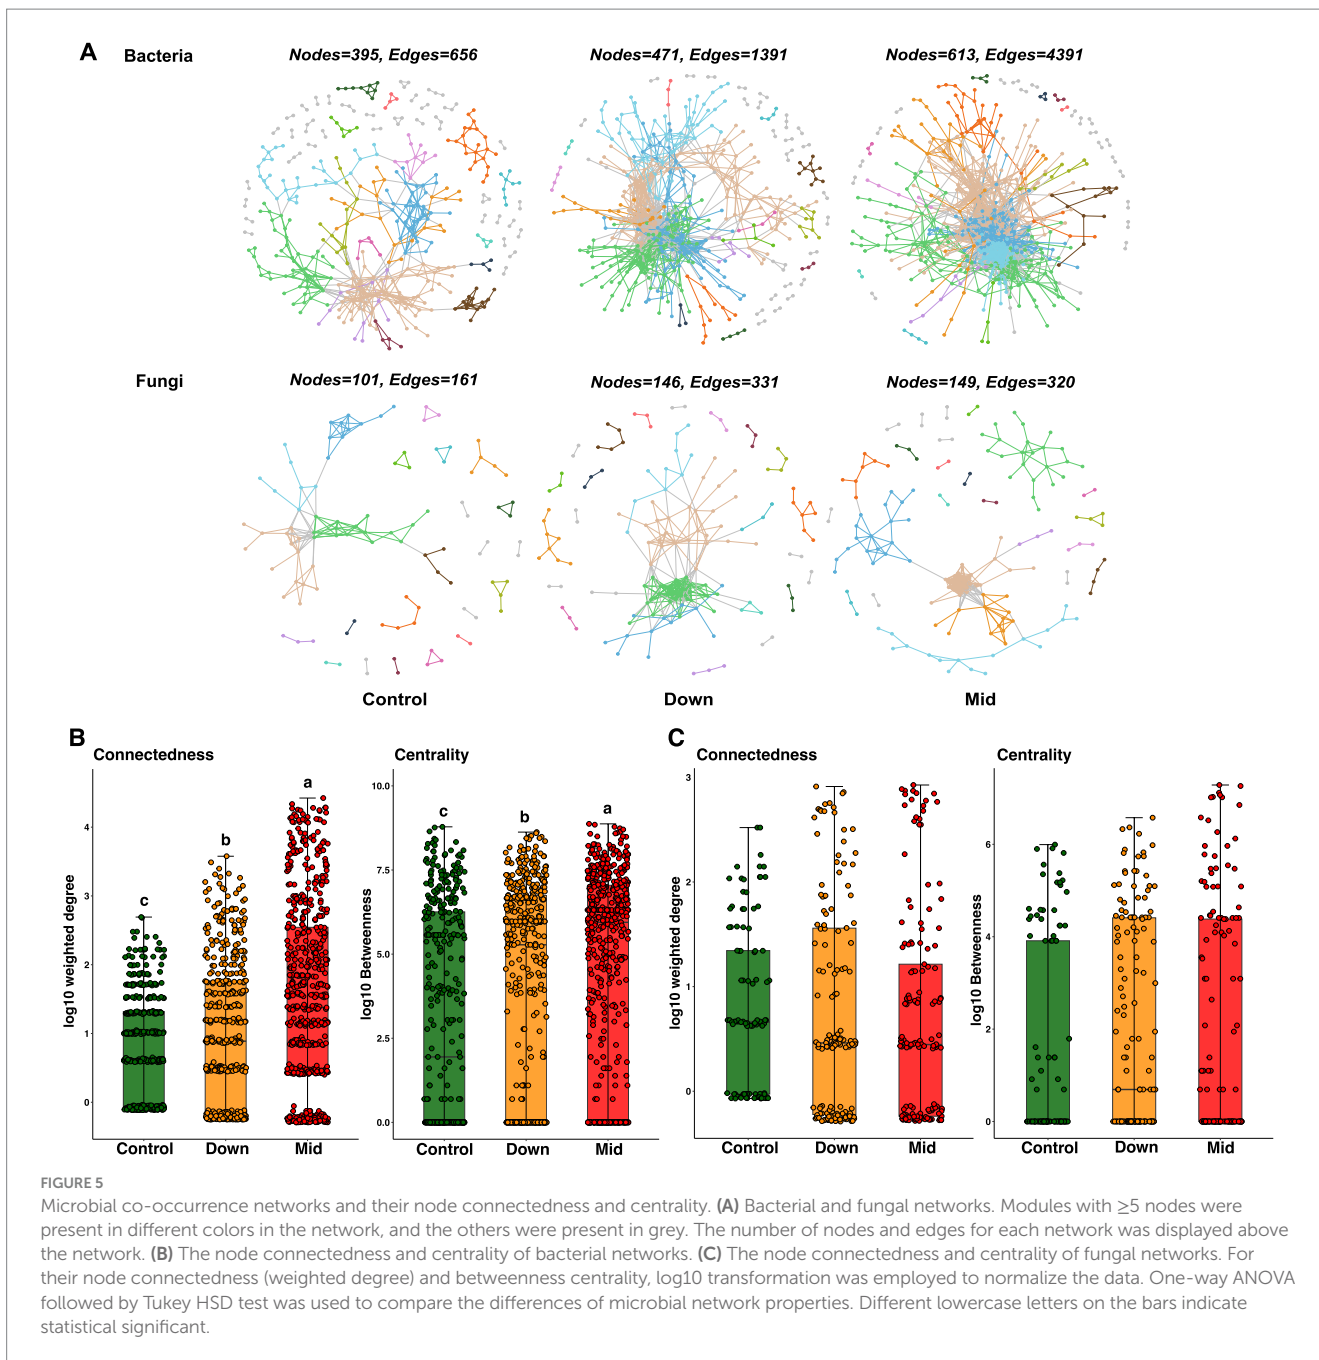 A
Bacteria
Nodes=395, Edges=656
Nodes=471, Edges=1391
Nodes=613, Edges=4391
Fungi
Nodes=101, Edges=161
Nodes=146, Edges=331
Nodes=149, Edges=320
Control
Down
Mid
B
Connectedness
log10 weighted degree
4
3
2
1
0
c
b
a
Control
Down
Mid
Centrality
log10 Betweenness
10.0
7.5
5.0
2.5
0.0
c
b
a
Control
Down
Mid
C
Connectedness
log10 weighted degree
3
2
1
0
Control
Down
Mid
Centrality
log10 Betweenness
6
4
2
0
Control
Down
Mid
FIGURE 5
Microbial co-occurrence networks and their node connectedness and centrality. (A) Bacterial and fungal networks. Modules with ≥5 nodes were
present in different colors in the network, and the others were present in grey. The number of nodes and edges for each network was displayed above
the network. (B) The node connectedness and centrality of bacterial networks. (C) The node connectedness and centrality of fungal networks. For
their node connectedness (weighted degree) and betweenness centrality, log10 transformation was employed to normalize the data. One-way ANOVA
followed by Tukey HSD test was used to compare the differences of microbial network properties. Different lowercase letters on the bars indicate
statistical significant.